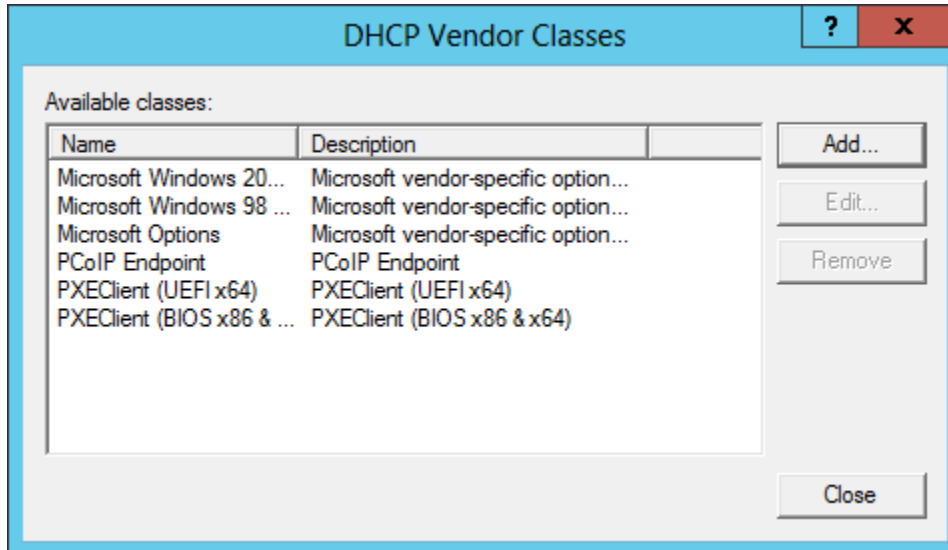 DHCP Vendor Classes
? x
Available classes:
Name Description
Add...
Microsoft Windows 20... Microsoft vendor-specific option...
Microsoft Windows 98 ... Microsoft vendor-specific option...
Edit...
Microsoft Options Microsoft vendor-specific option...
PCoIP Endpoint PCoIP Endpoint
Remove
PXEClient (UEFI x64) PXEClient (UEFI x64)
PXEClient (BIOS x86 & ... PXEClient (BIOS x86 & x64)
Close